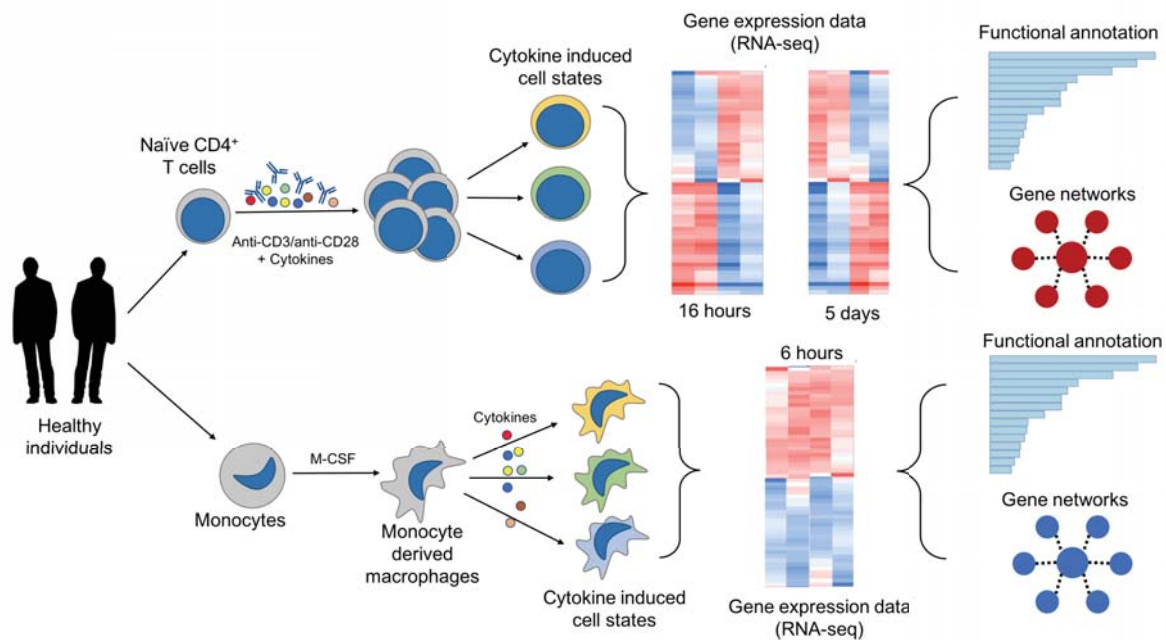 Gene expression data
(RNA-seq)
Functional annotation
Cytokine induced
cell states
Naïve CD4⁺
T cells
Anti-CD3/anti-CD28
+ Cytokines
Gene networks
16 hours
5 days
Functional annotation
6 hours
Healthy
individuals
Cytokines
M-CSF
Monocytes
Monocyte
derived
macrophages
Cytokine induced
cell states
Gene expression data
(RNA-seq)
Gene networks